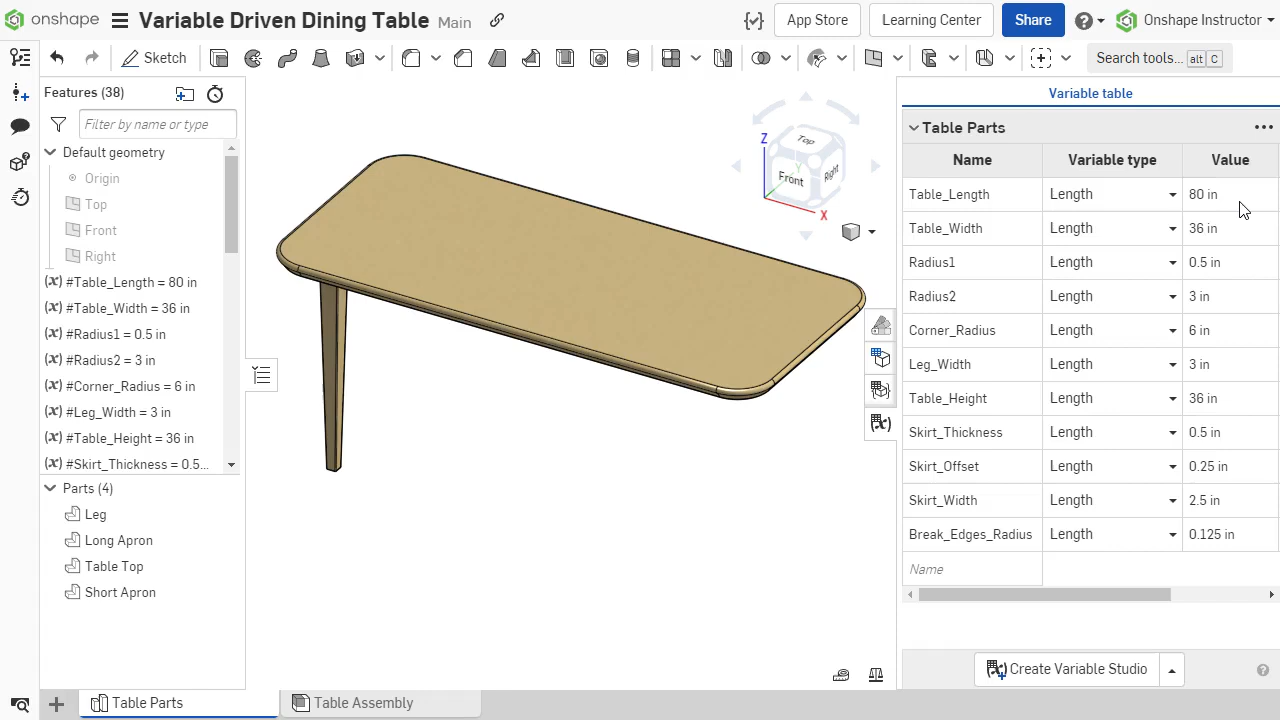 onshape Variable Driven Dining Table Main App Store Learning Center Share Onshape Instructor
Sketch Search tools... alt C
Features (38)
Filter by name or type
Default geometry
Origin
Top
Front
Right
(x) #Table_Length = 80 in
(x) #Table_Width = 36 in
(x) #Radius1 = 0.5 in
(x) #Radius2 = 3 in
(x) #Corner_Radius = 6 in
(x) #Leg_Width = 3 in
(x) #Table_Height = 36 in
(x) #Skirt_Thickness = 0.5...
Parts (4)
Leg
Long Apron
Table Top
Short Apron
Z
Top
Front
Right
Y
X
Variable table
Table Parts
Name Variable type Value
Table_Length Length 80 in
Table_Width Length 36 in
Radius1 Length 0.5 in
Radius2 Length 3 in
Corner_Radius Length 6 in
Leg_Width Length 3 in
Table_Height Length 36 in
Skirt_Thickness Length 0.5 in
Skirt_Offset Length 0.25 in
Skirt_Width Length 2.5 in
Break_Edges_Radius Length 0.125 in
Name
(x) Create Variable Studio
Table Parts Table Assembly